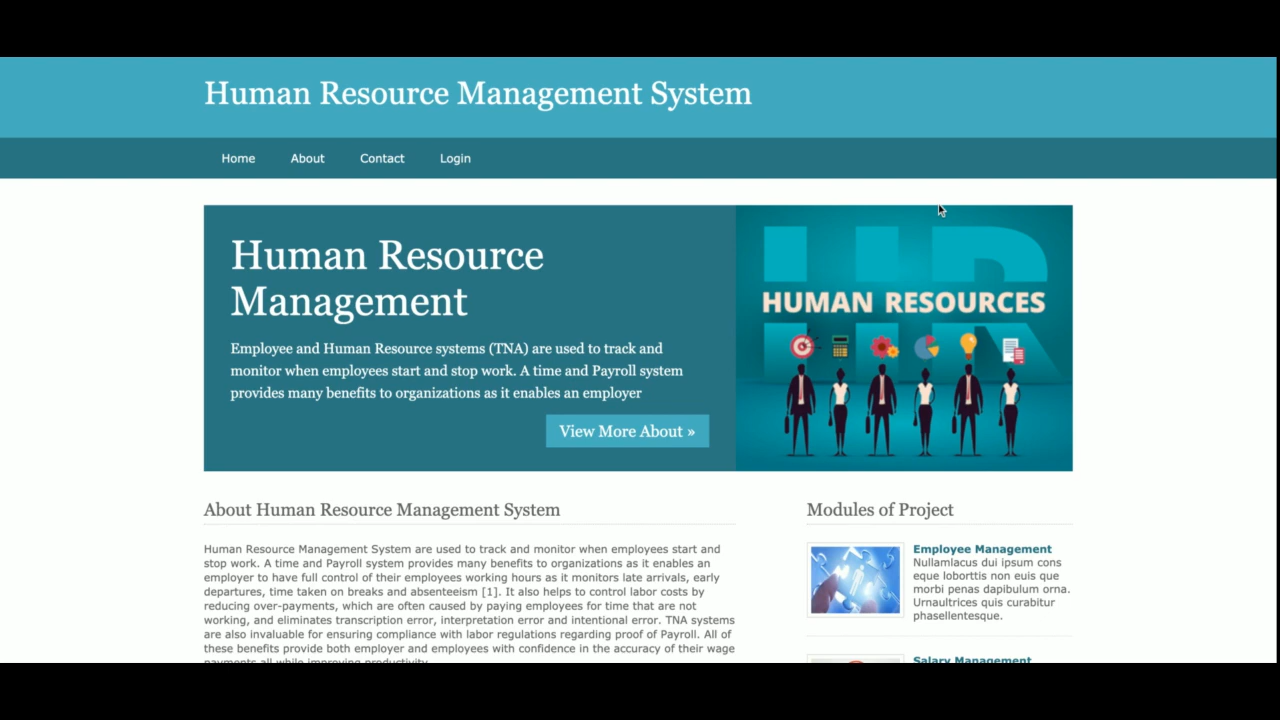 Human Resource Management System
Home About Contact Login
Human Resource
Management
Employee and Human Resource systems (TNA) are used to track and
monitor when employees start and stop work. A time and Payroll system
provides many benefits to organizations as it enables an employer
View More About »
HUMAN RESOURCES
About Human Resource Management System
Human Resource Management System are used to track and monitor when employees start and
stop work. A time and Payroll system provides many benefits to organizations as it enables an
employer to have full control of their employees working hours as it monitors late arrivals, early
departures, time taken on breaks and absenteeism [1]. It also helps to control labor costs by
reducing over-payments, which are often caused by paying employees for time that are not
working, and eliminates transcription error, interpretation error and intentional error. TNA systems
are also invaluable for ensuring compliance with labor regulations regarding proof of Payroll. All of
these benefits provide both employer and employees with confidence in the accuracy of their wage
payments all while improving productivity.
Modules of Project
Employee Management
Nullamlacus dui ipsum cons
eque loborttis non euis que
morbi penas dapibulum orna.
Urnaultrices quis curabitur
phasellentesque.
Salary Management